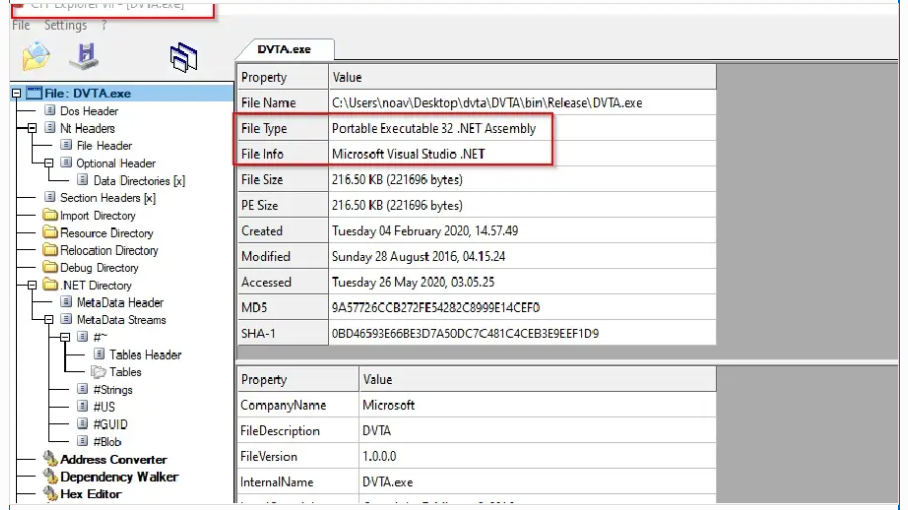 CFF Explorer VII - [DVTA.exe]
File Settings ?
DVTA.exe
File: DVTA.exe
Dos Header
Nt Headers
File Header
Optional Header
Data Directories [x]
Section Headers [x]
Import Directory
Resource Directory
Relocation Directory
Debug Directory
.NET Directory
MetaData Header
MetaData Streams
#~
Tables Header
Tables
#Strings
#US
#GUID
#Blob
Address Converter
Dependency Walker
Hex Editor
Property Value
File Name C:\Users\noav\Desktop\dvta\DVTA\bin\Release\DVTA.exe
File Type Portable Executable 32 .NET Assembly
File Info Microsoft Visual Studio .NET
File Size 216.50 KB (221696 bytes)
PE Size 216.50 KB (221696 bytes)
Created Tuesday 04 February 2020, 14.57.49
Modified Sunday 28 August 2016, 04.15.24
Accessed Tuesday 26 May 2020, 03.05.25
MD5 9A57726CCB272FE54282C8999E14CEF0
SHA-1 0BD46593E66BE3D7A50DC7C481C4CEB3E9EEF1D9
Property Value
CompanyName Microsoft
FileDescription DVTA
FileVersion 1.0.0.0
InternalName DVTA.exe